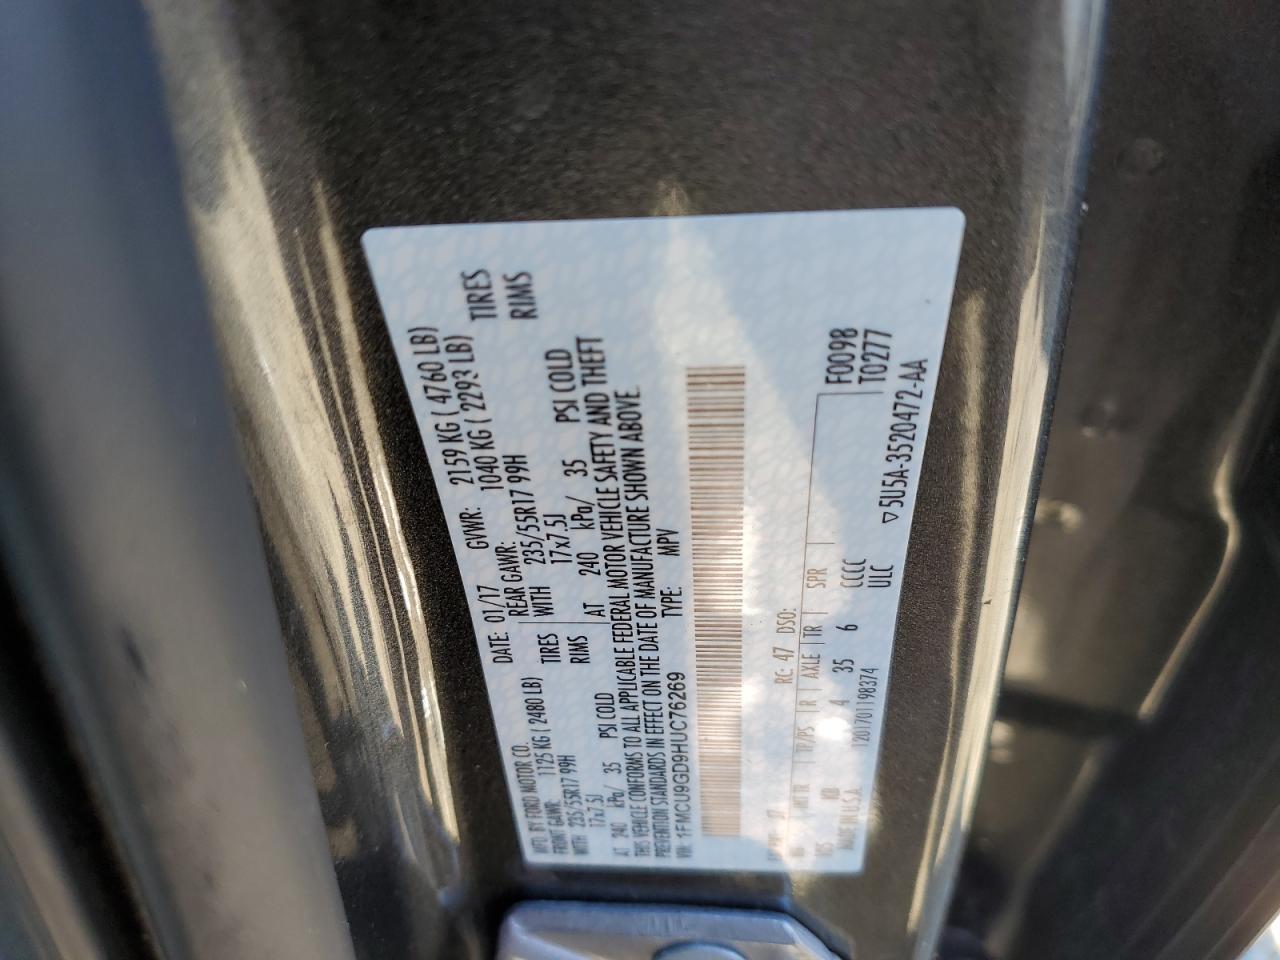 MFD. BY FORD MOTOR CO. DATE: 01/17 GVWR: 2159 KG ( 4760 LB)
FRONT GAWR: 1125 KG ( 2480 LB) REAR GAWR: 1040 KG ( 2293 LB)
WITH 235/55R17 99H TIRES WITH 235/55R17 99H TIRES
17x7.5J RIMS 17x7.5J RIMS
AT 240 kPa/ 35 PSI COLD AT 240 kPa/ 35 PSI COLD
THIS VEHICLE CONFORMS TO ALL APPLICABLE FEDERAL MOTOR VEHICLE SAFETY AND THEFT
PREVENTION STANDARDS IN EFFECT ON THE DATE OF MANUFACTURE SHOWN ABOVE.
VIN: 1FMCU9GD9HUC76269 TYPE: MPV
RC: 47 DSO: F0098
INT TR | TP/PS | R | AXLE | TR | SPR | T0277
KB 4 35 6 CCCC
MADE IN U.S.A. 1201701198374 ULC ▽5U5A-3520472-AA